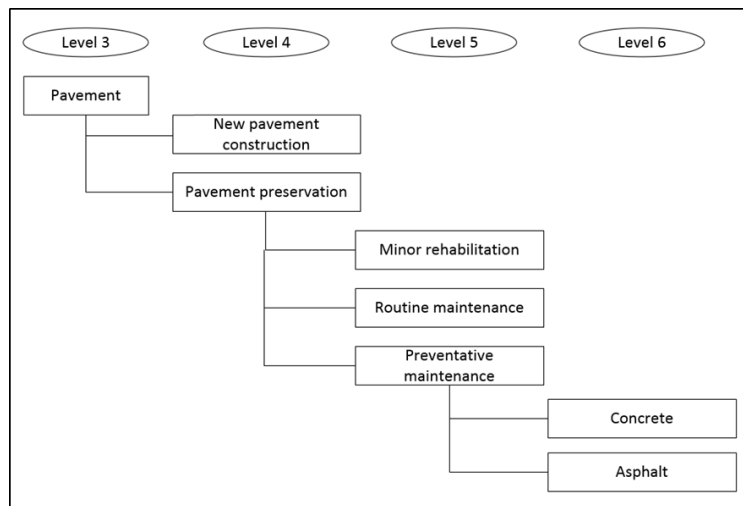 Level 3
Level 4
Level 5
Level 6
Pavement
New pavement
construction
Pavement preservation
Minor rehabilitation
Routine maintenance
Preventative
maintenance
Concrete
Asphalt